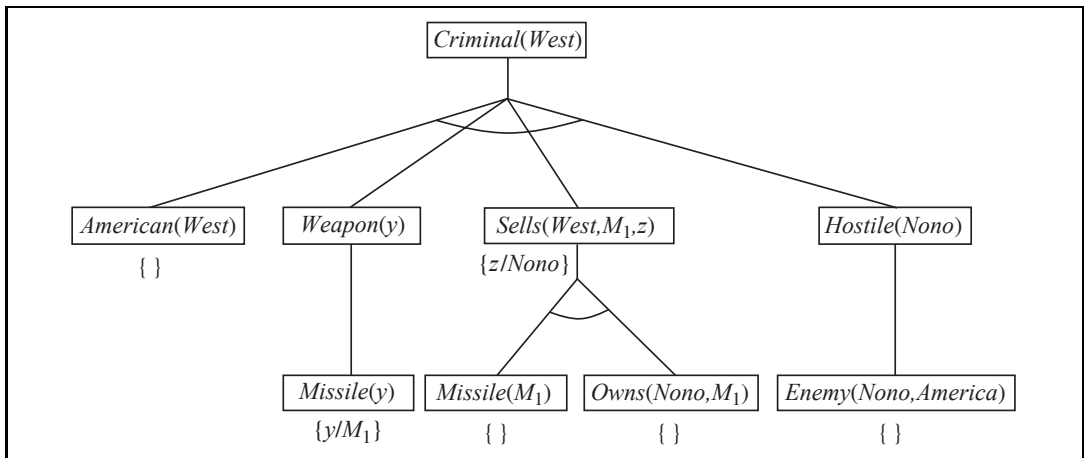 Criminal(West)
American(West) Weapon(y) Sells(West,M₁,z) Hostile(Nono)
{ } {z/Nono}
Missile(y) Missile(M₁) Owns(Nono,M₁) Enemy(Nono,America)
{y/M₁} { } { } { }